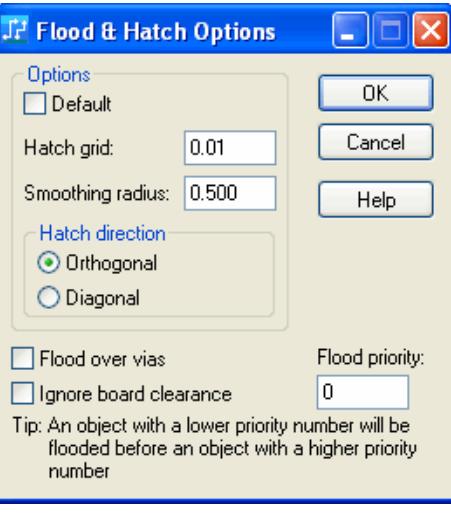 Flood & Hatch Options
Options
Default
OK
Hatch grid: 0.01
Cancel
Smoothing radius: 0.500
Help
Hatch direction
Orthogonal
Diagonal
Flood over vias
Flood priority:
Ignore board clearance
0
Tip: An object with a lower priority number will be
flooded before an object with a higher priority
number